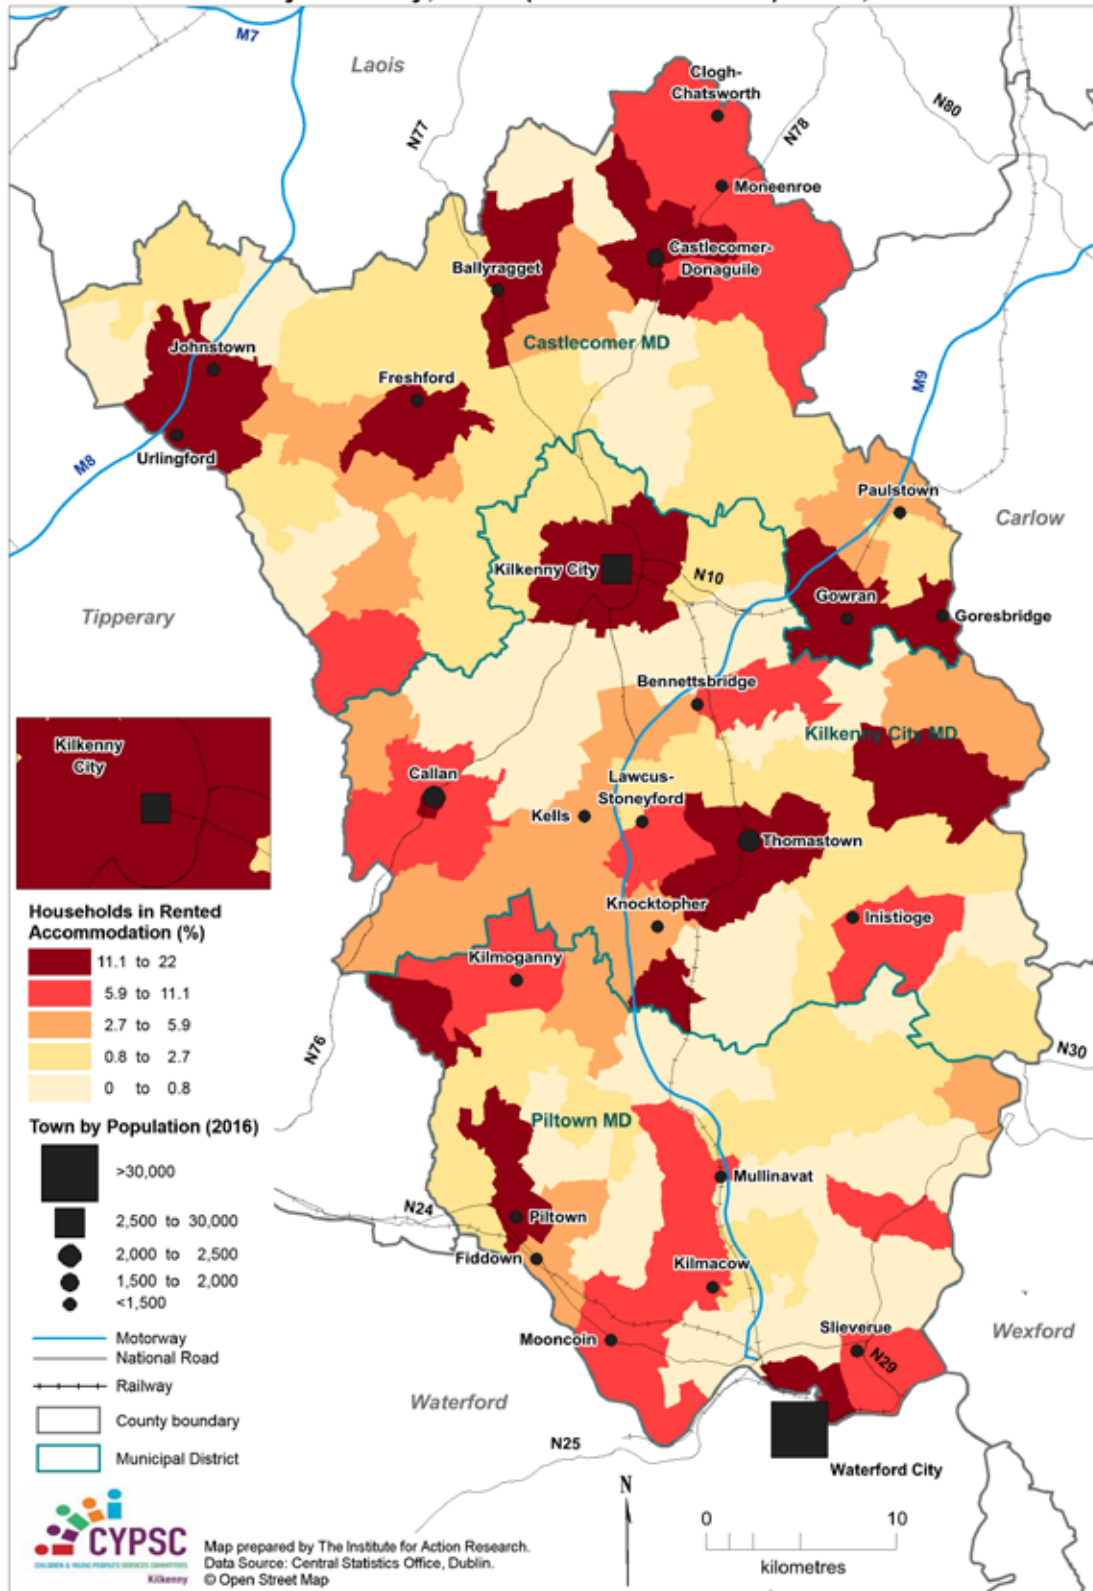 M7
Laois
Clogh-
Chatsworth
N77
N78
N80
Moneenroe
Castlecomer-
Donaguile
Ballyragget
Castlecomer MD
Johnstown
Freshford
M9
Urlingford
M8
Paulstown
Carlow
Kilkenny City
N10
Gowran
Goresbridge
Tipperary
Bennettsbridge
Kilkenny City MD
Kilkenny
City
Callan
Lawcus-
Stoneyford
Kells
Thomastown
Knocktopher
Inistioge
Kilmoganny
N76
N30
Piltown MD
Mullinavat
N24
Piltown
Fiddown
Kilmacow
Mooncoin
Slieverue
N29
Wexford
Waterford
N25
Waterford City
Households in Rented
Accommodation (%)
11.1 to 22
5.9 to 11.1
2.7 to 5.9
0.8 to 2.7
0 to 0.8
Town by Population (2016)
>30,000
2,500 to 30,000
2,000 to 2,500
1,500 to 2,000
<1,500
Motorway
National Road
Railway
County boundary
Municipal District
CYPSC
CHILDREN & YOUNG PEOPLE'S SERVICES COMMITTEES
Kilkenny
Map prepared by The Institute for Action Research.
Data Source: Central Statistics Office, Dublin.
© Open Street Map
N
0 10
kilometres